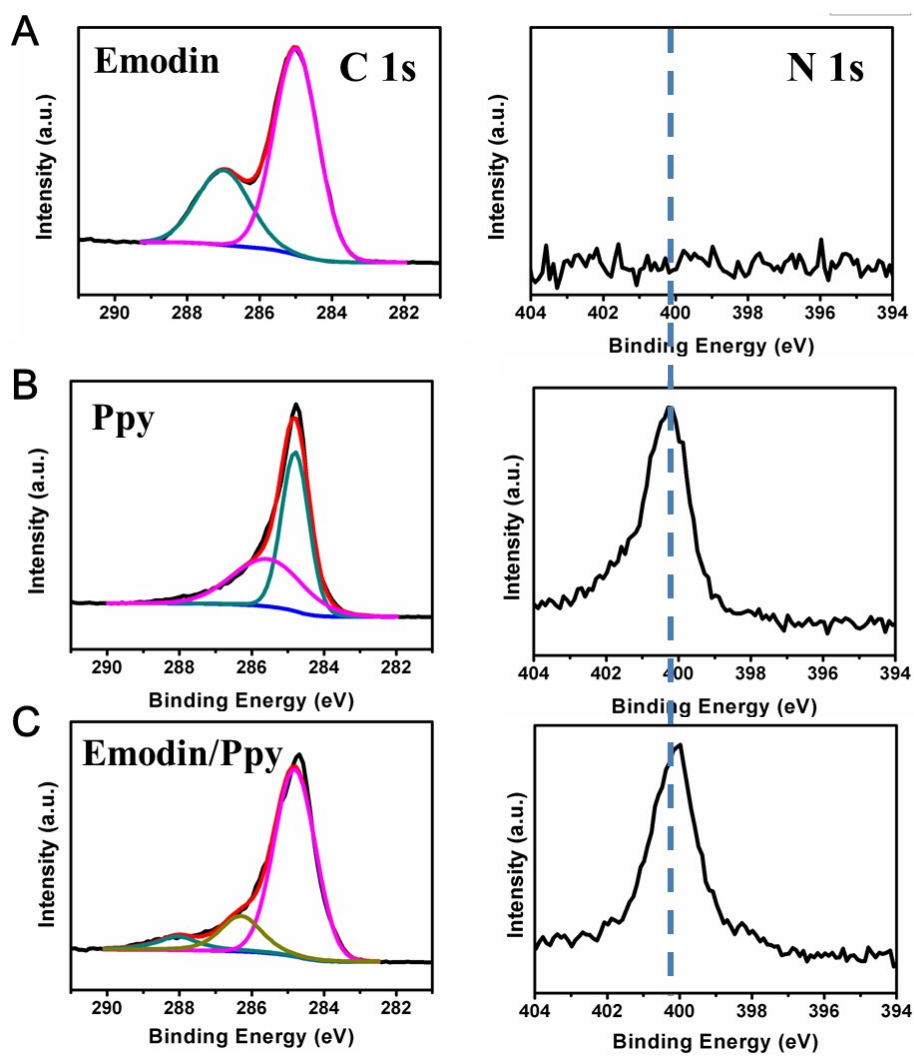 A
Emodin
C 1s
N 1s
Intensity (a.u.)
Intensity (a.u.)
290 288 286 284 282
404 402 400 398 396 394
Binding Energy (eV)
B
Ppy
Intensity (a.u.)
Intensity (a.u.)
290 288 286 284 282
404 402 400 398 396 394
Binding Energy (eV)
Binding Energy (eV)
C
Emodin/Ppy
Intensity (a.u.)
Intensity (a.u.)
290 288 286 284 282
404 402 400 398 396 394
Binding Energy (eV)
Binding Energy (eV)